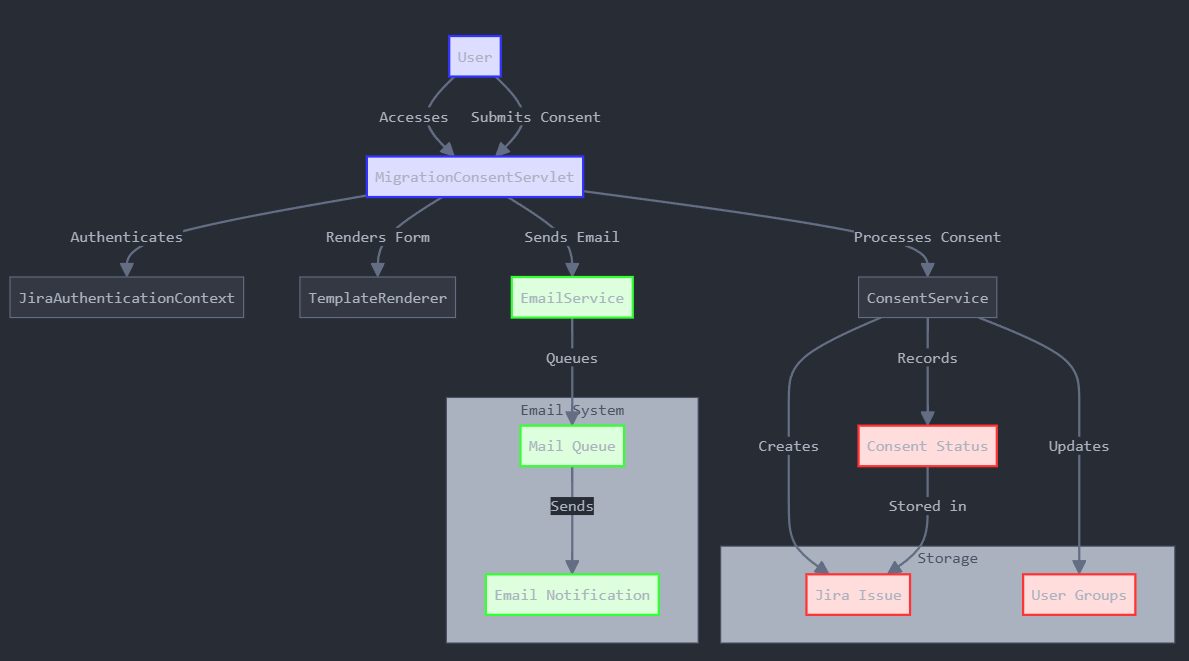 User
Accesses
Submits Consent
MigrationConsentServlet
Authenticates
Renders Form
Sends Email
Processes Consent
JiraAuthenticationContext
TemplateRenderer
EmailService
ConsentService
Queues
Records
Email System
Mail Queue
Creates
Consent Status
Updates
Sends
Stored in
Storage
Email Notification
Jira Issue
User Groups